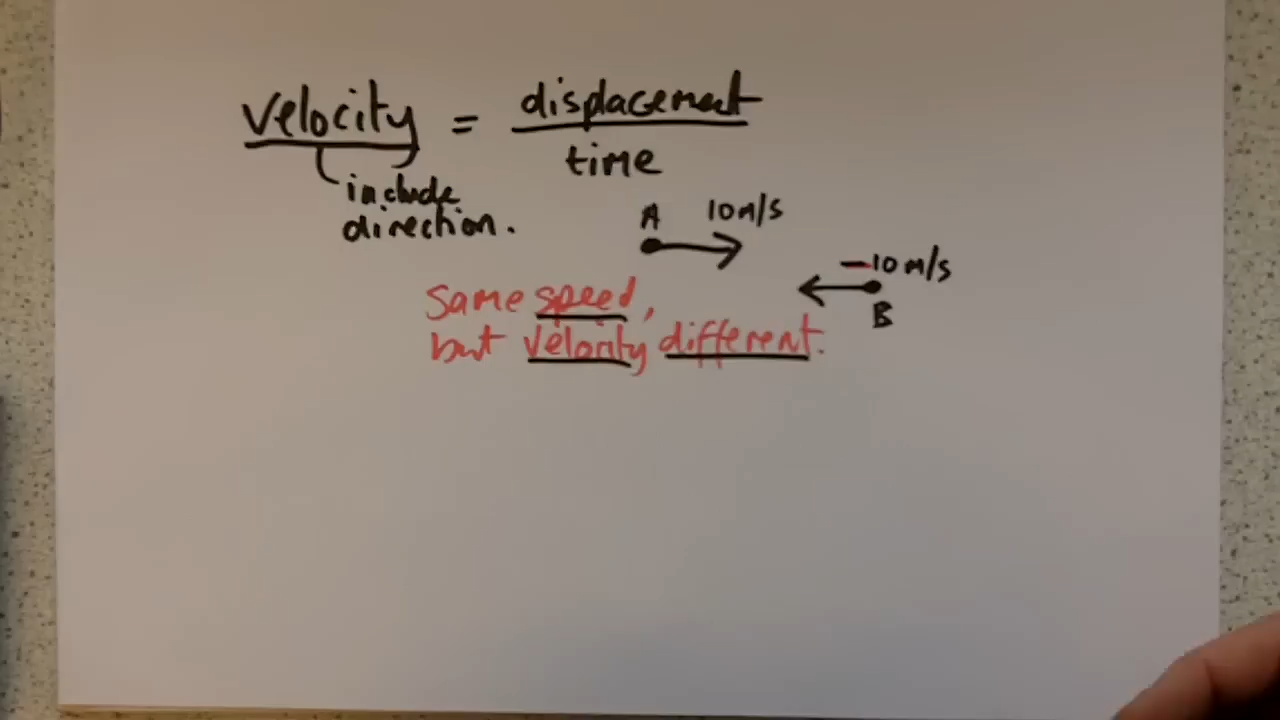 velocity = displacement
time
include
direction.
A 10m/s
-10m/s
B
Same speed,
but velocity different.